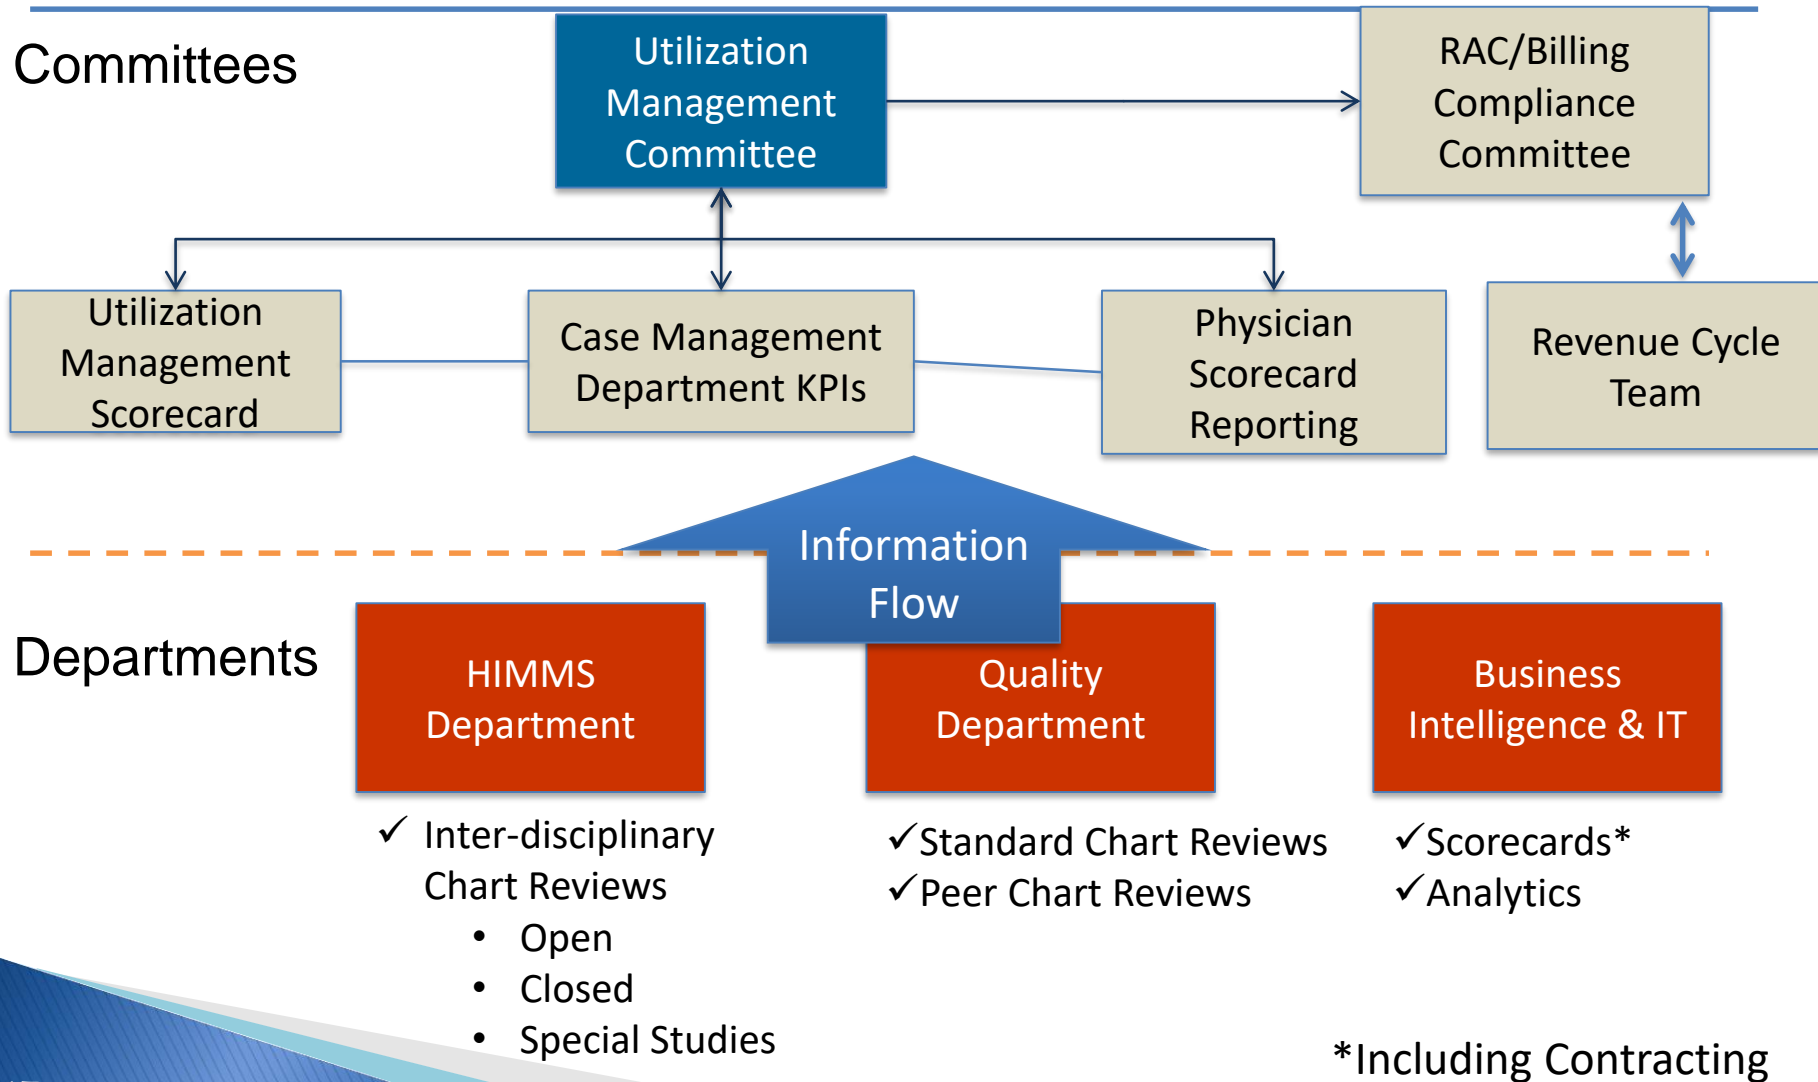 Committees
Utilization
Management
Committee
RAC/Billing
Compliance
Committee
Utilization
Management
Scorecard
Case Management
Department KPIs
Physician
Scorecard
Reporting
Revenue Cycle
Team
Information
Flow
Departments
HIMMS
Department
Quality
Department
Business
Intelligence & IT
✓ Inter-disciplinary
Chart Reviews
• Open
• Closed
• Special Studies
✓Standard Chart Reviews
✓Peer Chart Reviews
✓Scorecards*
✓Analytics
*Including Contracting